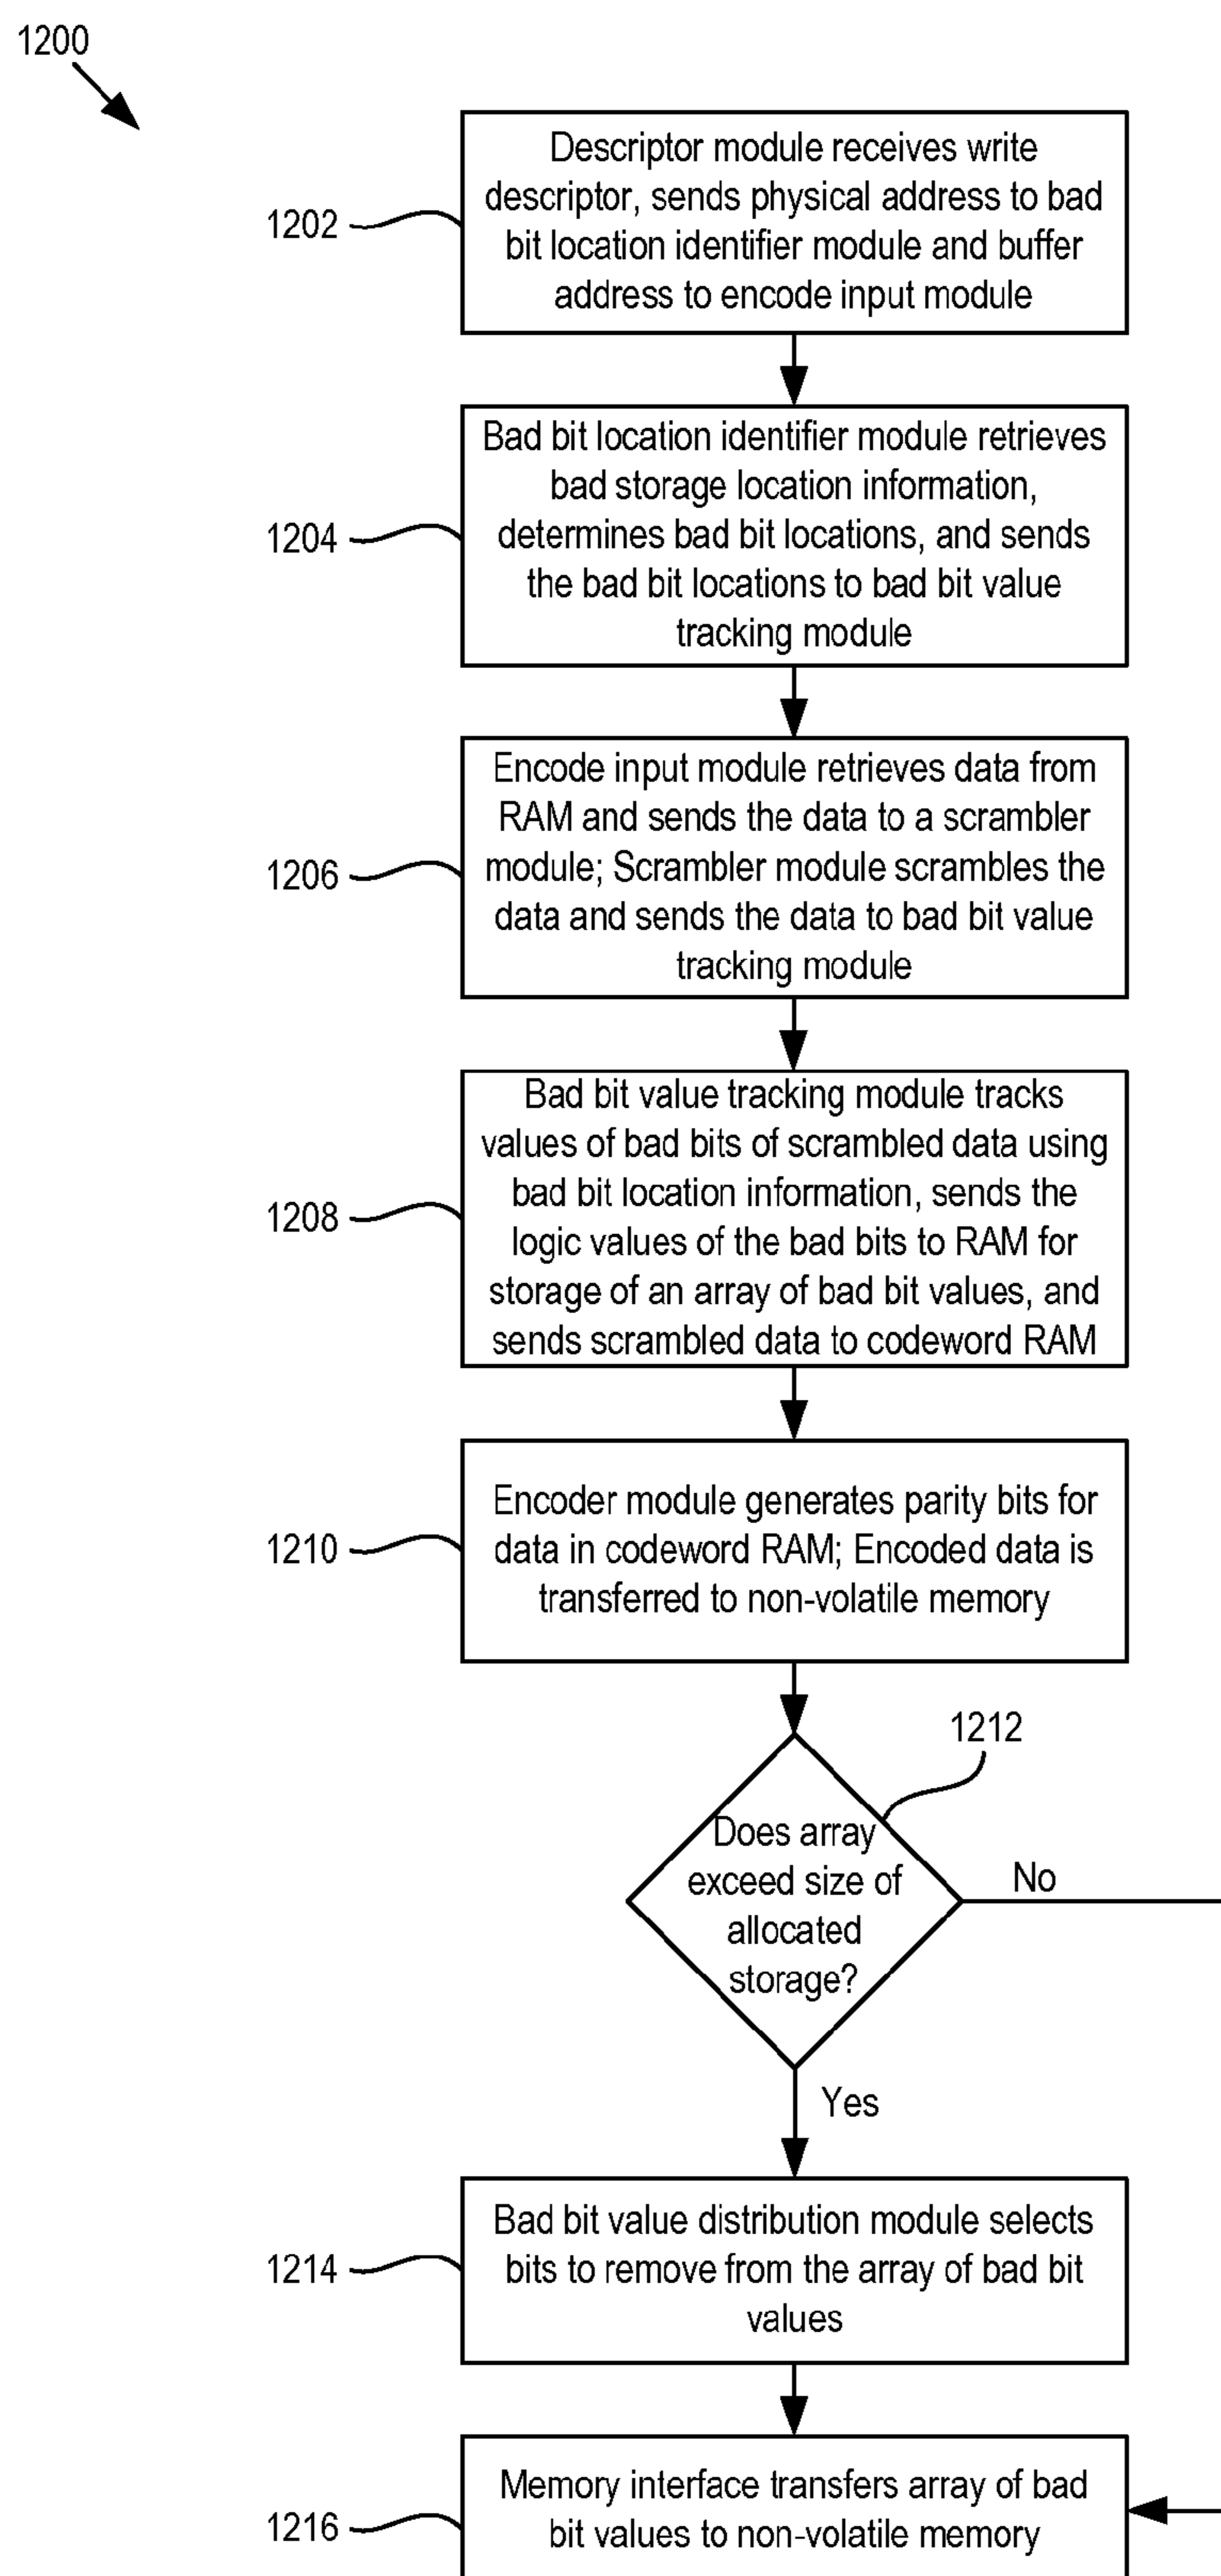 1200
1202
Descriptor module receives write
descriptor, sends physical address to bad
bit location identifier module and buffer
address to encode input module
1204
Bad bit location identifier module retrieves
bad storage location information,
determines bad bit locations, and sends
the bad bit locations to bad bit value
tracking module
1206
Encode input module retrieves data from
RAM and sends the data to a scrambler
module; Scrambler module scrambles the
data and sends the data to bad bit value
tracking module
1208
Bad bit value tracking module tracks
values of bad bits of scrambled data using
bad bit location information, sends the
logic values of the bad bits to RAM for
storage of an array of bad bit values, and
sends scrambled data to codeword RAM
1210
Encoder module generates parity bits for
data in codeword RAM; Encoded data is
transferred to non-volatile memory
1212
Does array
exceed size of
allocated
storage?
No
Yes
1214
Bad bit value distribution module selects
bits to remove from the array of bad bit
values
1216
Memory interface transfers array of bad
bit values to non-volatile memory